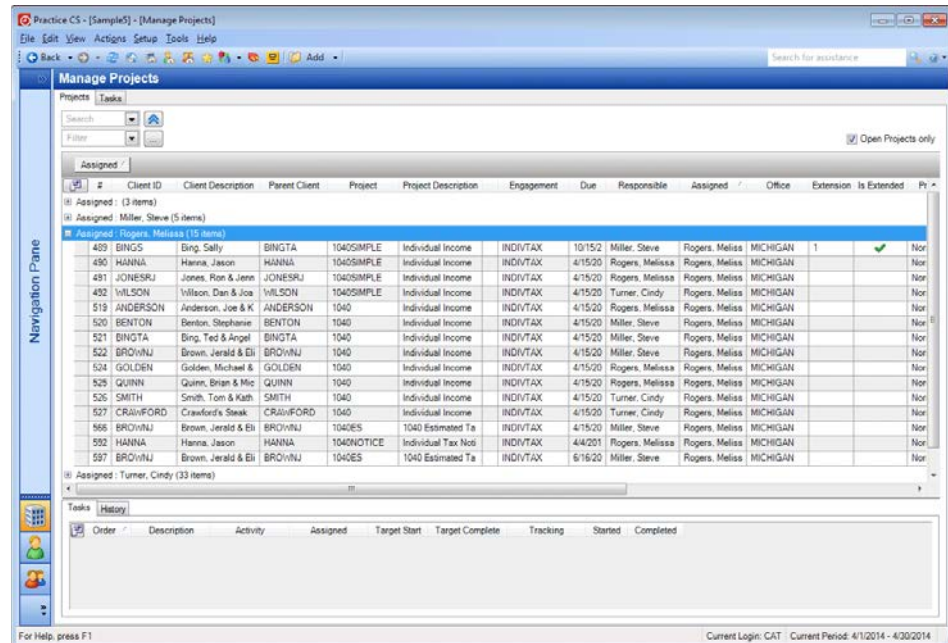 Practice CS - [Sample5] - [Manage Projects]
File Edit View Actions Setup Tools Help
Back Add Search for assistance
Manage Projects
Projects Tasks
Search
Filter Open Projects only
Assigned
# Client ID Client Description Parent Client Project Project Description Engagement Due Responsible Assigned Office Extension Is Extended Pr
Assigned : (3 items)
Assigned : Miller, Steve (5 items)
Assigned : Rogers, Melissa (15 items)
489 BINGS Bing, Sally BINGTA 1040SIMPLE Individual Income INDIVTAX 10/15/2 Miller, Steve Rogers, Meliss MICHIGAN 1 Nor
490 HANNA Hanna, Jason HANNA 1040SIMPLE Individual Income INDIVTAX 4/15/20 Rogers, Melissa Rogers, Meliss MICHIGAN Nor
491 JONESRJ Jones, Ron & Jenn JONESRJ 1040SIMPLE Individual Income INDIVTAX 4/15/20 Rogers, Melissa Rogers, Meliss MICHIGAN Nor
492 WILSON Wilson, Dan & Joa WILSON 1040SIMPLE Individual Income INDIVTAX 4/15/20 Turner, Cindy Rogers, Meliss MICHIGAN Nor
519 ANDERSON Anderson, Joe & K ANDERSON 1040 Individual Income INDIVTAX 4/15/20 Rogers, Melissa Rogers, Meliss MICHIGAN Nor
520 BENTON Benton, Stephanie BENTON 1040 Individual Income INDIVTAX 4/15/20 Miller, Steve Rogers, Meliss MICHIGAN Nor
521 BINGTA Bing, Ted & Angel BINGTA 1040 Individual Income INDIVTAX 4/15/20 Miller, Steve Rogers, Meliss MICHIGAN Nor
522 BROWNJ Brown, Jerald & Eli BROWNJ 1040 Individual Income INDIVTAX 4/15/20 Miller, Steve Rogers, Meliss MICHIGAN Nor
524 GOLDEN Golden, Michael & GOLDEN 1040 Individual Income INDIVTAX 4/15/20 Rogers, Melissa Rogers, Meliss MICHIGAN Nor
525 QUINN Quinn, Brian & Mic QUINN 1040 Individual Income INDIVTAX 4/15/20 Rogers, Melissa Rogers, Meliss MICHIGAN Nor
526 SMITH Smith, Tom & Kath SMITH 1040 Individual Income INDIVTAX 4/15/20 Turner, Cindy Rogers, Meliss MICHIGAN Nor
527 CRAWFORD Crawford's Steak CRAWFORD 1040 Individual Income INDIVTAX 4/15/20 Turner, Cindy Rogers, Meliss MICHIGAN Nor
566 BROWNJ Brown, Jerald & Eli BROWNJ 1040ES 1040 Estimated Ta INDIVTAX 4/15/20 Miller, Steve Rogers, Meliss MICHIGAN Nor
592 HANNA Hanna, Jason HANNA 1040NOTICE Individual Tax Noti INDIVTAX 4/4/201 Rogers, Melissa Rogers, Meliss MICHIGAN Nor
597 BROWNJ Brown, Jerald & Eli BROWNJ 1040ES 1040 Estimated Ta INDIVTAX 6/16/20 Miller, Steve Rogers, Meliss MICHIGAN Nor
Assigned : Turner, Cindy (33 items)
Navigation Pane
Tasks History
Order Description Activity Assigned Target Start Target Complete Tracking Started Completed
For Help, press F1 Current Login: CAT Current Period: 4/1/2014 - 4/30/2014